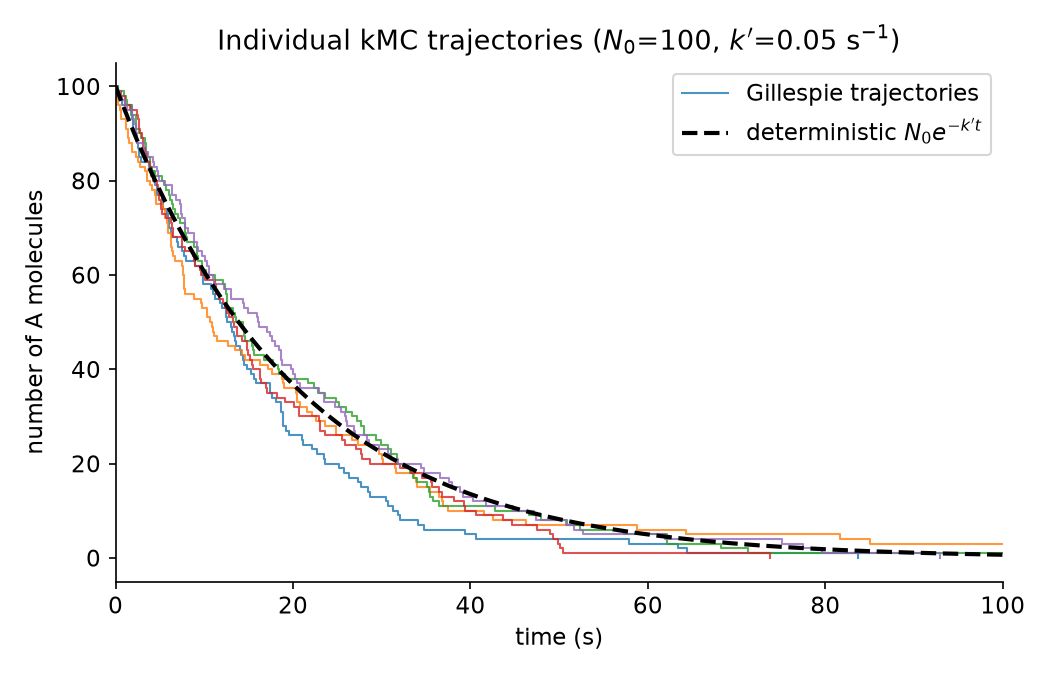 Individual kMC trajectories (N₀=100, k′=0.05 s⁻¹)
Gillespie trajectories
deterministic N₀e^{-k′t}
number of A molecules
100
80
60
40
20
0
0 20 40 60 80 100
time (s)